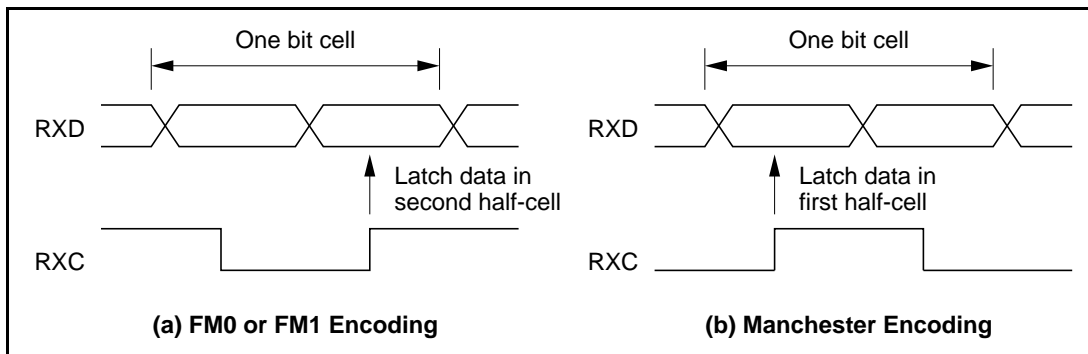 One bit cell
RXD
Latch data in
second half-cell
RXC
(a) FM0 or FM1 Encoding
One bit cell
RXD
Latch data in
first half-cell
RXC
(b) Manchester Encoding